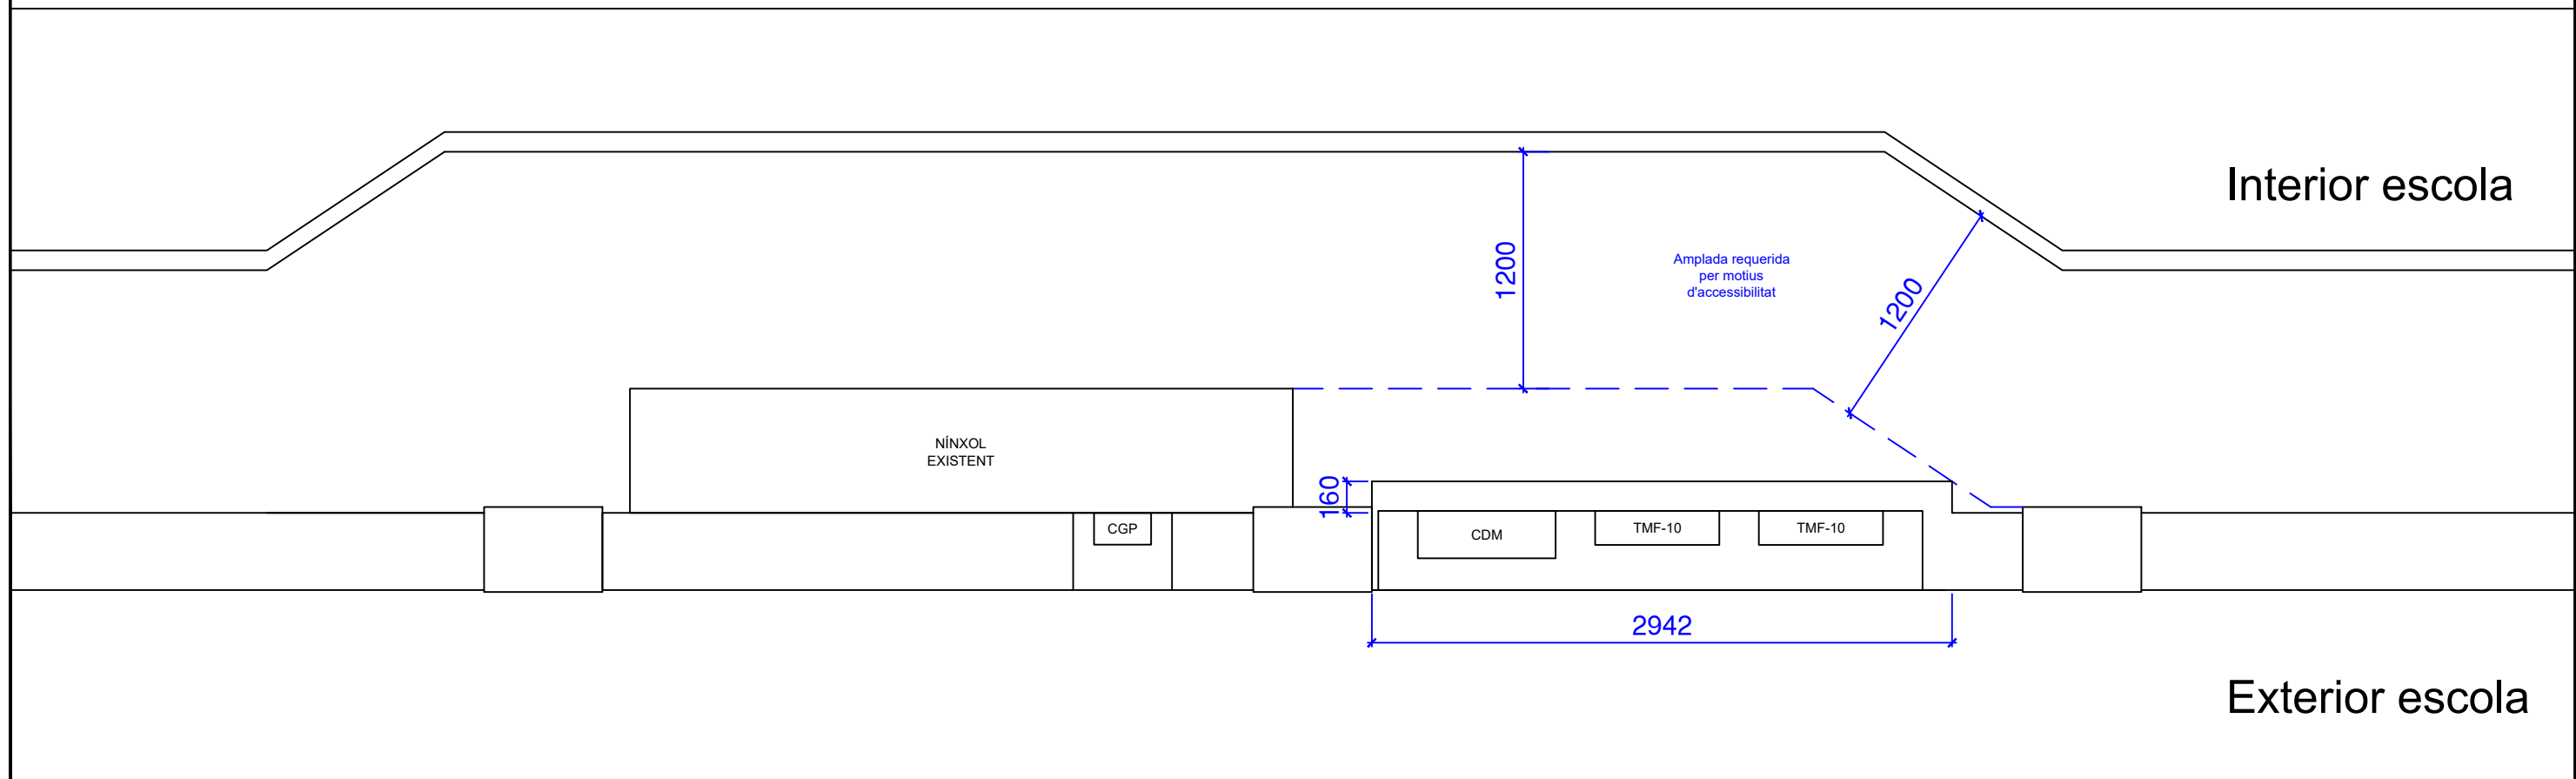 Interior escola
1200
Amplada requerida
per motius
d'accessibilitat
1200
NÍNXOL
EXISTENT
160
CGP
CDM
TMF-10
TMF-10
2942
Exterior escola